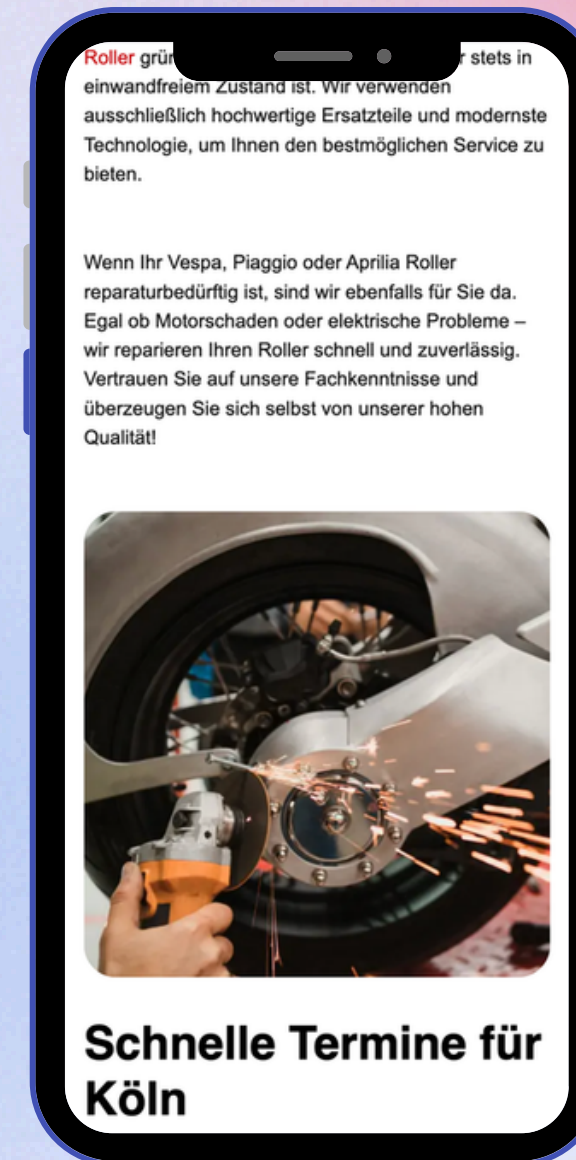 Roller grün r stets in
einwandfreiem Zustand ist. Wir verwenden
ausschließlich hochwertige Ersatzteile und modernste
Technologie, um Ihnen den bestmöglichen Service zu
bieten.
Wenn Ihr Vespa, Piaggio oder Aprilia Roller
reparaturbedürftig ist, sind wir ebenfalls für Sie da.
Egal ob Motorschaden oder elektrische Probleme –
wir reparieren Ihren Roller schnell und zuverlässig.
Vertrauen Sie auf unsere Fachkenntnisse und
überzeugen Sie sich selbst von unserer hohen
Qualität!
Schnelle Termine für
Köln